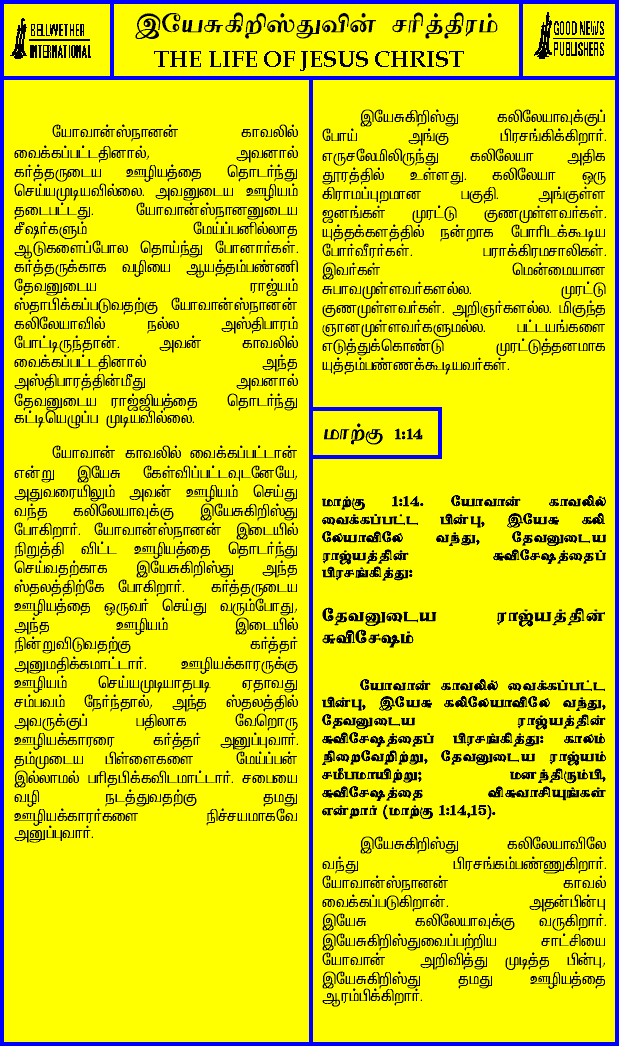 BELLWETHER
INTERNATIONAL
இயேசுகிறிஸ்துவின் சரித்திரம்
THE LIFE OF JESUS CHRIST
GOOD NEWS
PUBLISHERS
யோவான்ஸ்நானன் காவலில்
வைக்கப்பட்டதினால், அவனால்
கர்த்தருடைய ஊழியத்தை தொடர்ந்து
செய்யமுடியவில்லை. அவனுடைய ஊழியம்
தடைபட்டது. யோவான்ஸ்நானனுடைய
சீஷர்களும் மேய்ப்பனில்லாத
ஆடுகளைப்போல தொய்ந்து போனார்கள்.
கர்த்தருக்காக வழியை ஆயத்தம்பண்ணி
தேவனுடைய ராஜ்யம்
ஸ்தாபிக்கப்படுவதற்கு யோவான்ஸ்நானன்
கலிலேயாவில் நல்ல அஸ்திபாரம்
போட்டிருந்தான். அவன் காவலில்
வைக்கப்பட்டதினால் அந்த
அஸ்திபாரத்தின்மீது அவனால்
தேவனுடைய ராஜ்ஜியத்தை தொடர்ந்து
கட்டியெழுப்ப முடியவில்லை.
யோவான் காவலில் வைக்கப்பட்டான்
என்று இயேசு கேள்விப்பட்டவுடனேயே,
அதுவரையிலும் அவன் ஊழியம் செய்து
வந்த கலிலேயாவுக்கு இயேசுகிறிஸ்து
போகிறார். யோவான்ஸ்நானன் இடையில்
நிறுத்தி விட்ட ஊழியத்தை தொடர்ந்து
செய்வதற்காக இயேசுகிறிஸ்து அந்த
ஸ்தலத்திற்கே போகிறார். கர்த்தருடைய
ஊழியத்தை ஒருவர் செய்து வரும்போது,
அந்த ஊழியம் இடையில்
நின்றுவிடுவதற்கு கர்த்தர்
அனுமதிக்கமாட்டார். ஊழியக்காரருக்கு
ஊழியம் செய்யமுடியாதபடி ஏதாவது
சம்பவம் நேர்ந்தால், அந்த ஸ்தலத்தில்
அவருக்குப் பதிலாக வேறொரு
ஊழியக்காரரை கர்த்தர் அனுப்புவார்.
தம்முடைய பிள்ளைகளை மேய்ப்பன்
இல்லாமல் பரிதபிக்கவிடமாட்டார். சபையை
வழி நடத்துவதற்கு தமது
ஊழியக்காரர்களை நிச்சயமாகவே
அனுப்புவார்.
இயேசுகிறிஸ்து கலிலேயாவுக்குப்
போய் அங்கு பிரசங்கிக்கிறார்.
எருசலேமிலிருந்து கலிலேயா அதிக
தூரத்தில் உள்ளது. கலிலேயா ஒரு
கிராமப்புறமான பகுதி. அங்குள்ள
ஜனங்கள் முரட்டு குணமுள்ளவர்கள்.
யுத்தக்களத்தில் நன்றாக போரிடக்கூடிய
போர்வீரர்கள். பராக்கிரமசாலிகள்.
இவர்கள் மென்மையான
சுபாவமுள்ளவர்களல்ல. முரட்டு
குணமுள்ளவர்கள். அறிஞர்களல்ல. மிகுந்த
ஞானமுள்ளவர்களுமல்ல. பட்டயங்களை
எடுத்துக்கொண்டு முரட்டுத்தனமாக
யுத்தம்பண்ணக்கூடியவர்கள்.
மாற்கு 1:14
மாற்கு 1:14. யோவான் காவலில்
வைக்கப்பட்ட பின்பு, இயேசு கலி
லேயாவிலே வந்து, தேவனுடைய
ராஜ்யத்தின் சுவிசேஷத்தைப்
பிரசங்கித்து:
தேவனுடைய ராஜ்யத்தின்
சுவிசேஷம்
யோவான் காவலில் வைக்கப்பட்ட
பின்பு, இயேசு கலிலேயாவிலே வந்து,
தேவனுடைய ராஜ்யத்தின்
சுவிசேஷத்தைப் பிரசங்கித்து: காலம்
நிறைவேறிற்று, தேவனுடைய ராஜ்யம்
சமீபமாயிற்று; மனந்திரும்பி,
சுவிசேஷத்தை விசுவாசியுங்கள்
என்றார் (மாற்கு 1:14,15).
இயேசுகிறிஸ்து கலிலேயாவிலே
வந்து பிரசங்கம்பண்ணுகிறார்.
யோவான்ஸ்நானன் காவல்
வைக்கப்படுகிறான். அதன்பின்பு
இயேசு கலிலேயாவுக்கு வருகிறார்.
இயேசுகிறிஸ்துவைப்பற்றிய சாட்சியை
யோவான் அறிவித்து முடித்த பின்பு,
இயேசுகிறிஸ்து தமது ஊழியத்தை
ஆரம்பிக்கிறார்.